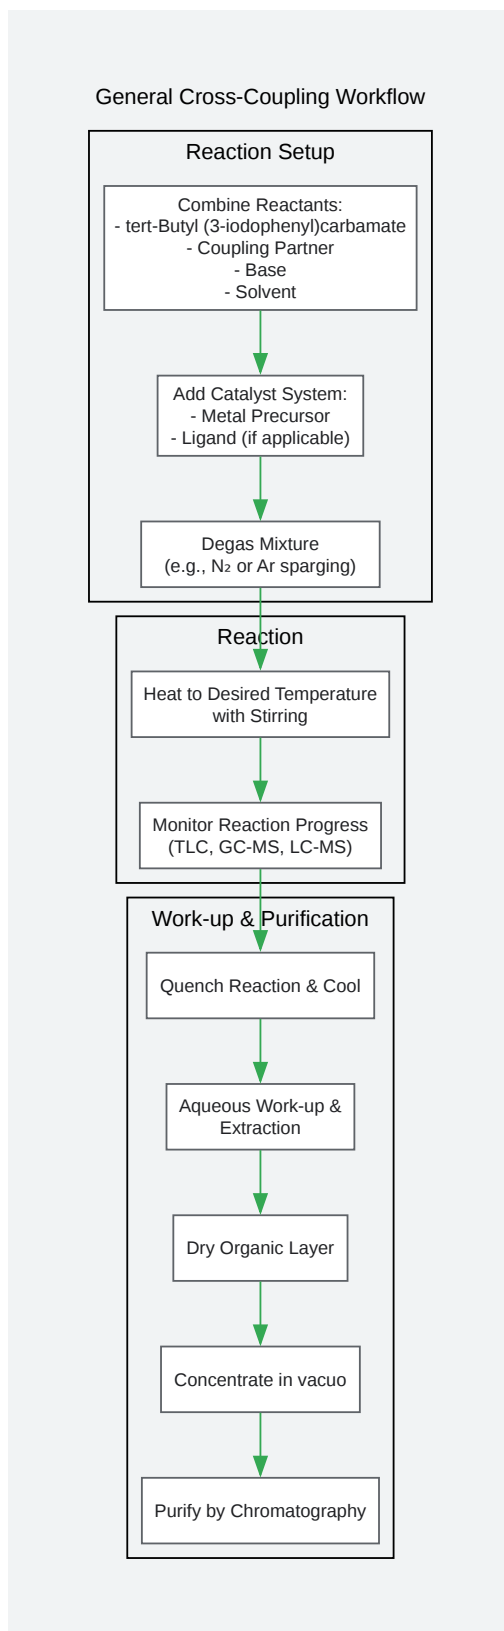 General Cross-Coupling Workflow
Reaction Setup
Combine Reactants:
- tert-Butyl (3-iodophenyl)carbamate
- Coupling Partner
- Base
- Solvent
Add Catalyst System:
- Metal Precursor
- Ligand (if applicable)
Degas Mixture
(e.g., N₂ or Ar sparging)
Reaction
Heat to Desired Temperature
with Stirring
Monitor Reaction Progress
(TLC, GC-MS, LC-MS)
Work-up & Purification
Quench Reaction & Cool
Aqueous Work-up &
Extraction
Dry Organic Layer
Concentrate in vacuo
Purify by Chromatography